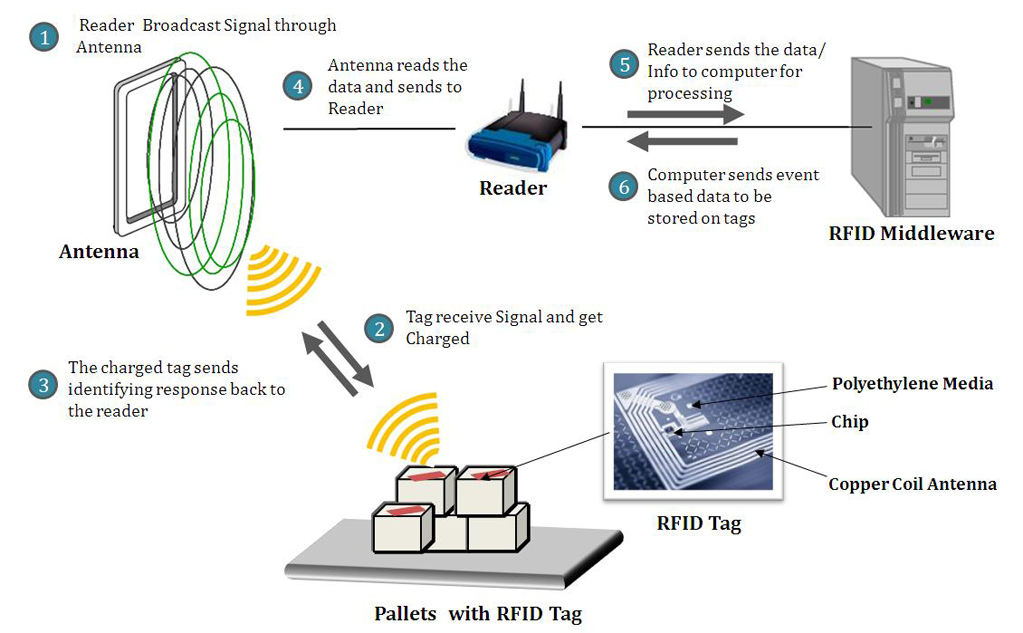 1
Reader Broadcast Signal through
Antenna
Antenna
4
Antenna reads the
data and sends to
Reader
Reader
5
Reader sends the data/
Info to computer for
processing
6
Computer sends event
based data to be
stored on tags
RFID Middleware
2
Tag receive Signal and get
Charged
3
The charged tag sends
identifying response back to
the reader
Polyethylene Media
Chip
Copper Coil Antenna
RFID Tag
Pallets with RFID Tag